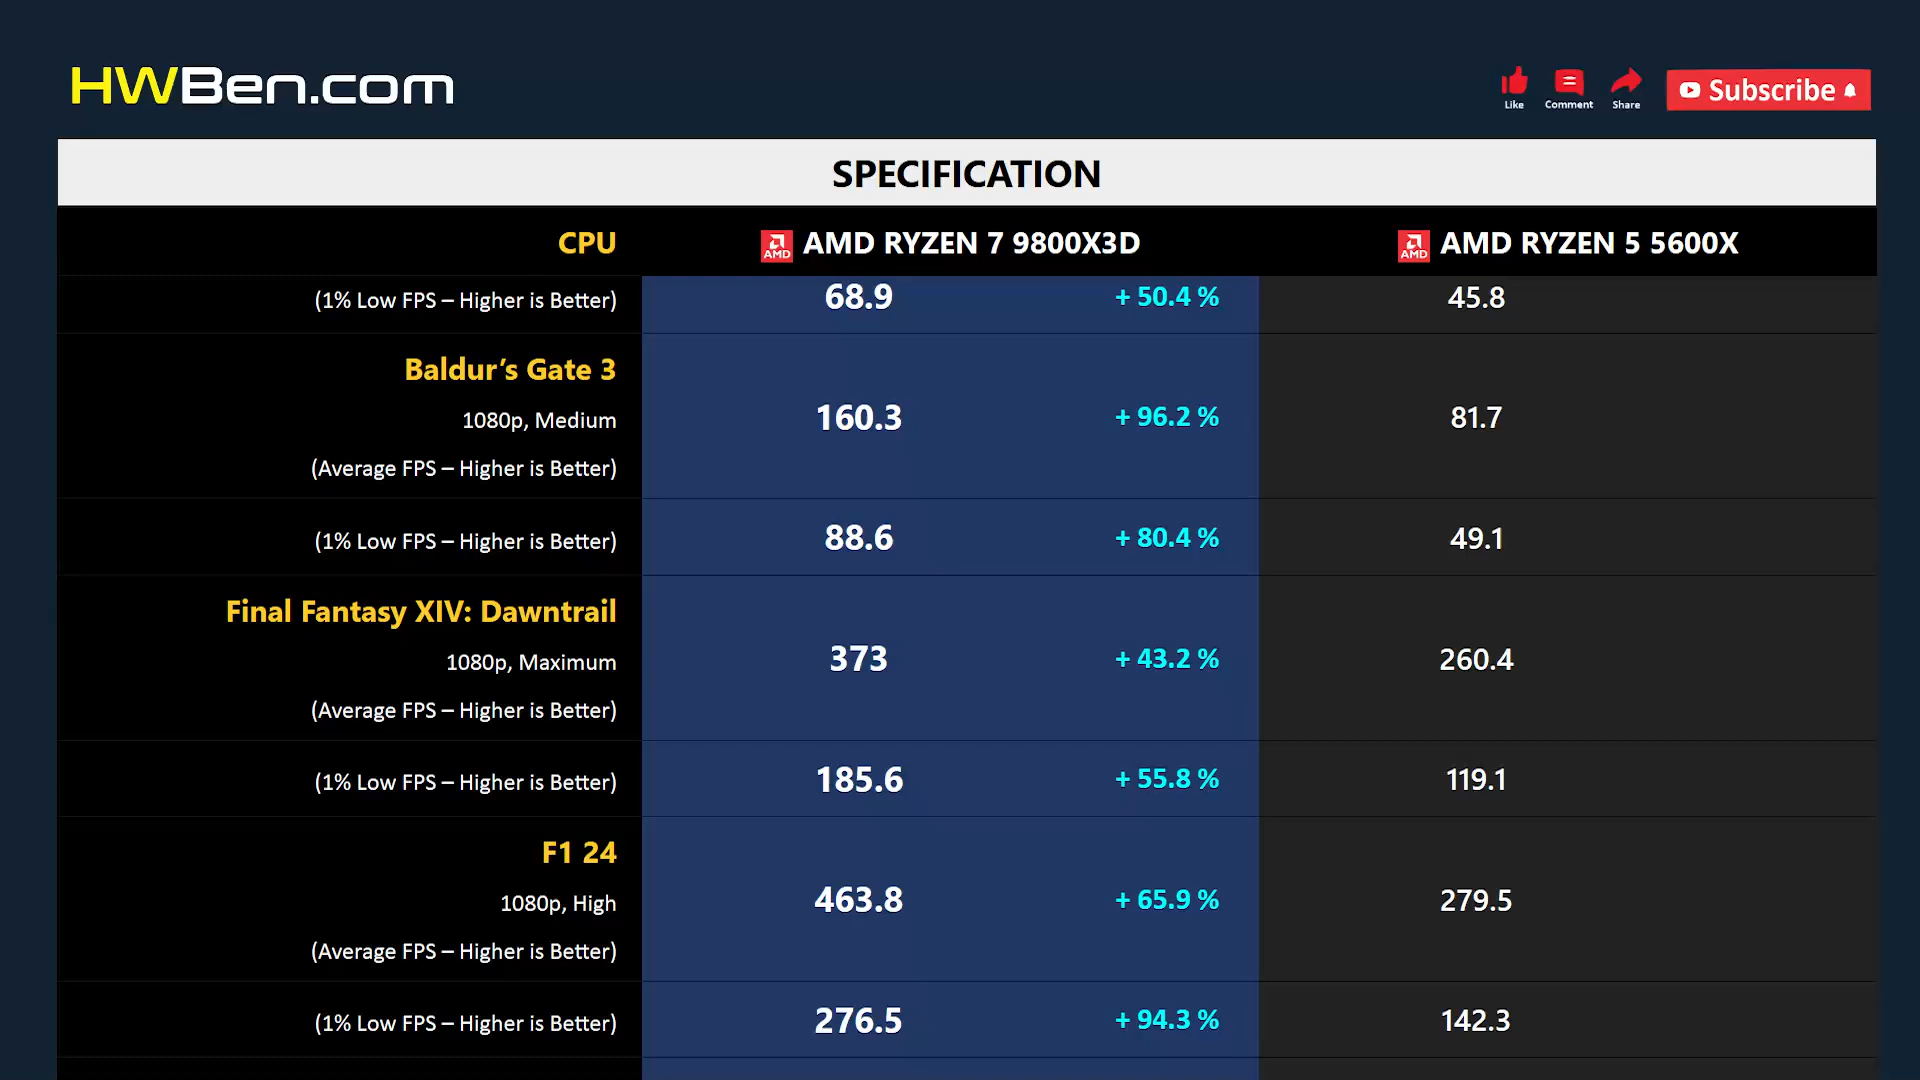 HWBen.com
Like Comment Share Subscribe
SPECIFICATION
CPU AMD AMD RYZEN 7 9800X3D AMD AMD RYZEN 5 5600X
(1% Low FPS – Higher is Better) 68.9 + 50.4 % 45.8
Baldur’s Gate 3
1080p, Medium 160.3 + 96.2 % 81.7
(Average FPS – Higher is Better)
(1% Low FPS – Higher is Better) 88.6 + 80.4 % 49.1
Final Fantasy XIV: Dawntrail
1080p, Maximum 373 + 43.2 % 260.4
(Average FPS – Higher is Better)
(1% Low FPS – Higher is Better) 185.6 + 55.8 % 119.1
F1 24
1080p, High 463.8 + 65.9 % 279.5
(Average FPS – Higher is Better)
(1% Low FPS – Higher is Better) 276.5 + 94.3 % 142.3